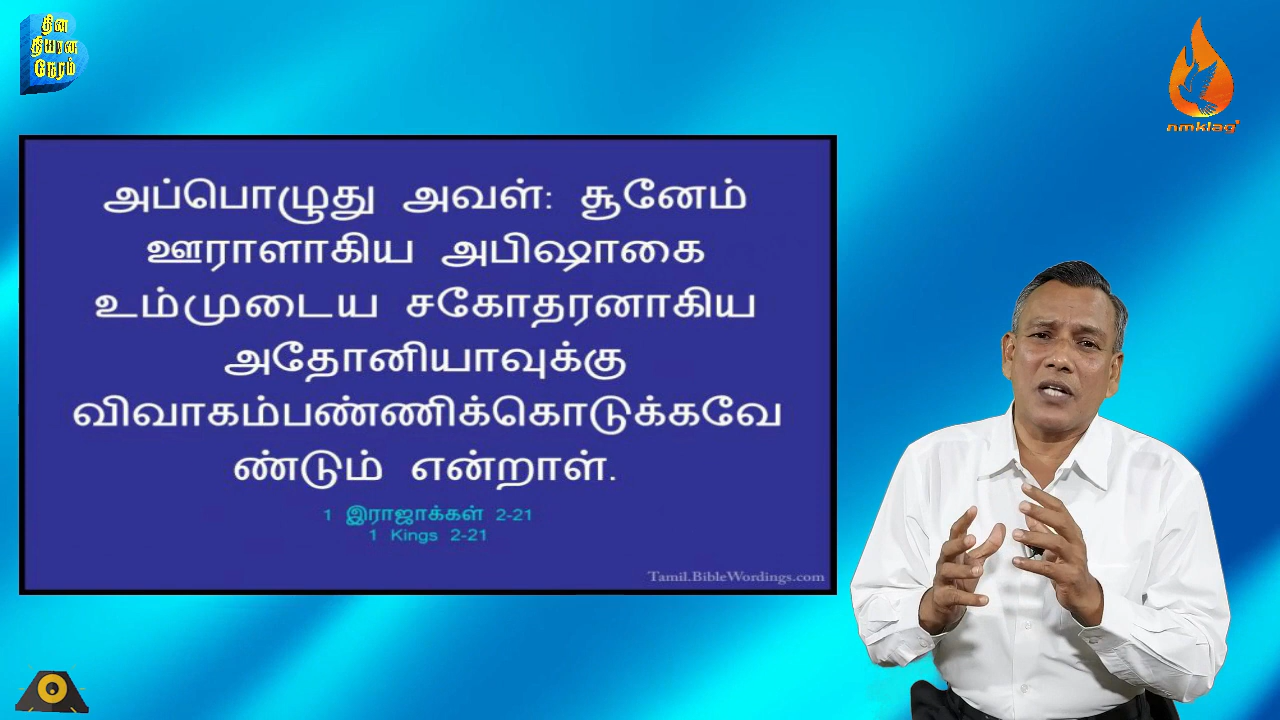 தின
தியான
நேரம்
nmklag
அப்பொழுது அவள்: சூனேம்
ஊராளாகிய அபிஷாகை
உம்முடைய சகோதரனாகிய
அதோனியாவுக்கு
விவாகம்பண்ணிக்கொடுக்கவே
ண்டும் என்றாள்.
1 இராஜாக்கள் 2-21
1 Kings 2-21
Tamil.BibleWordings.com